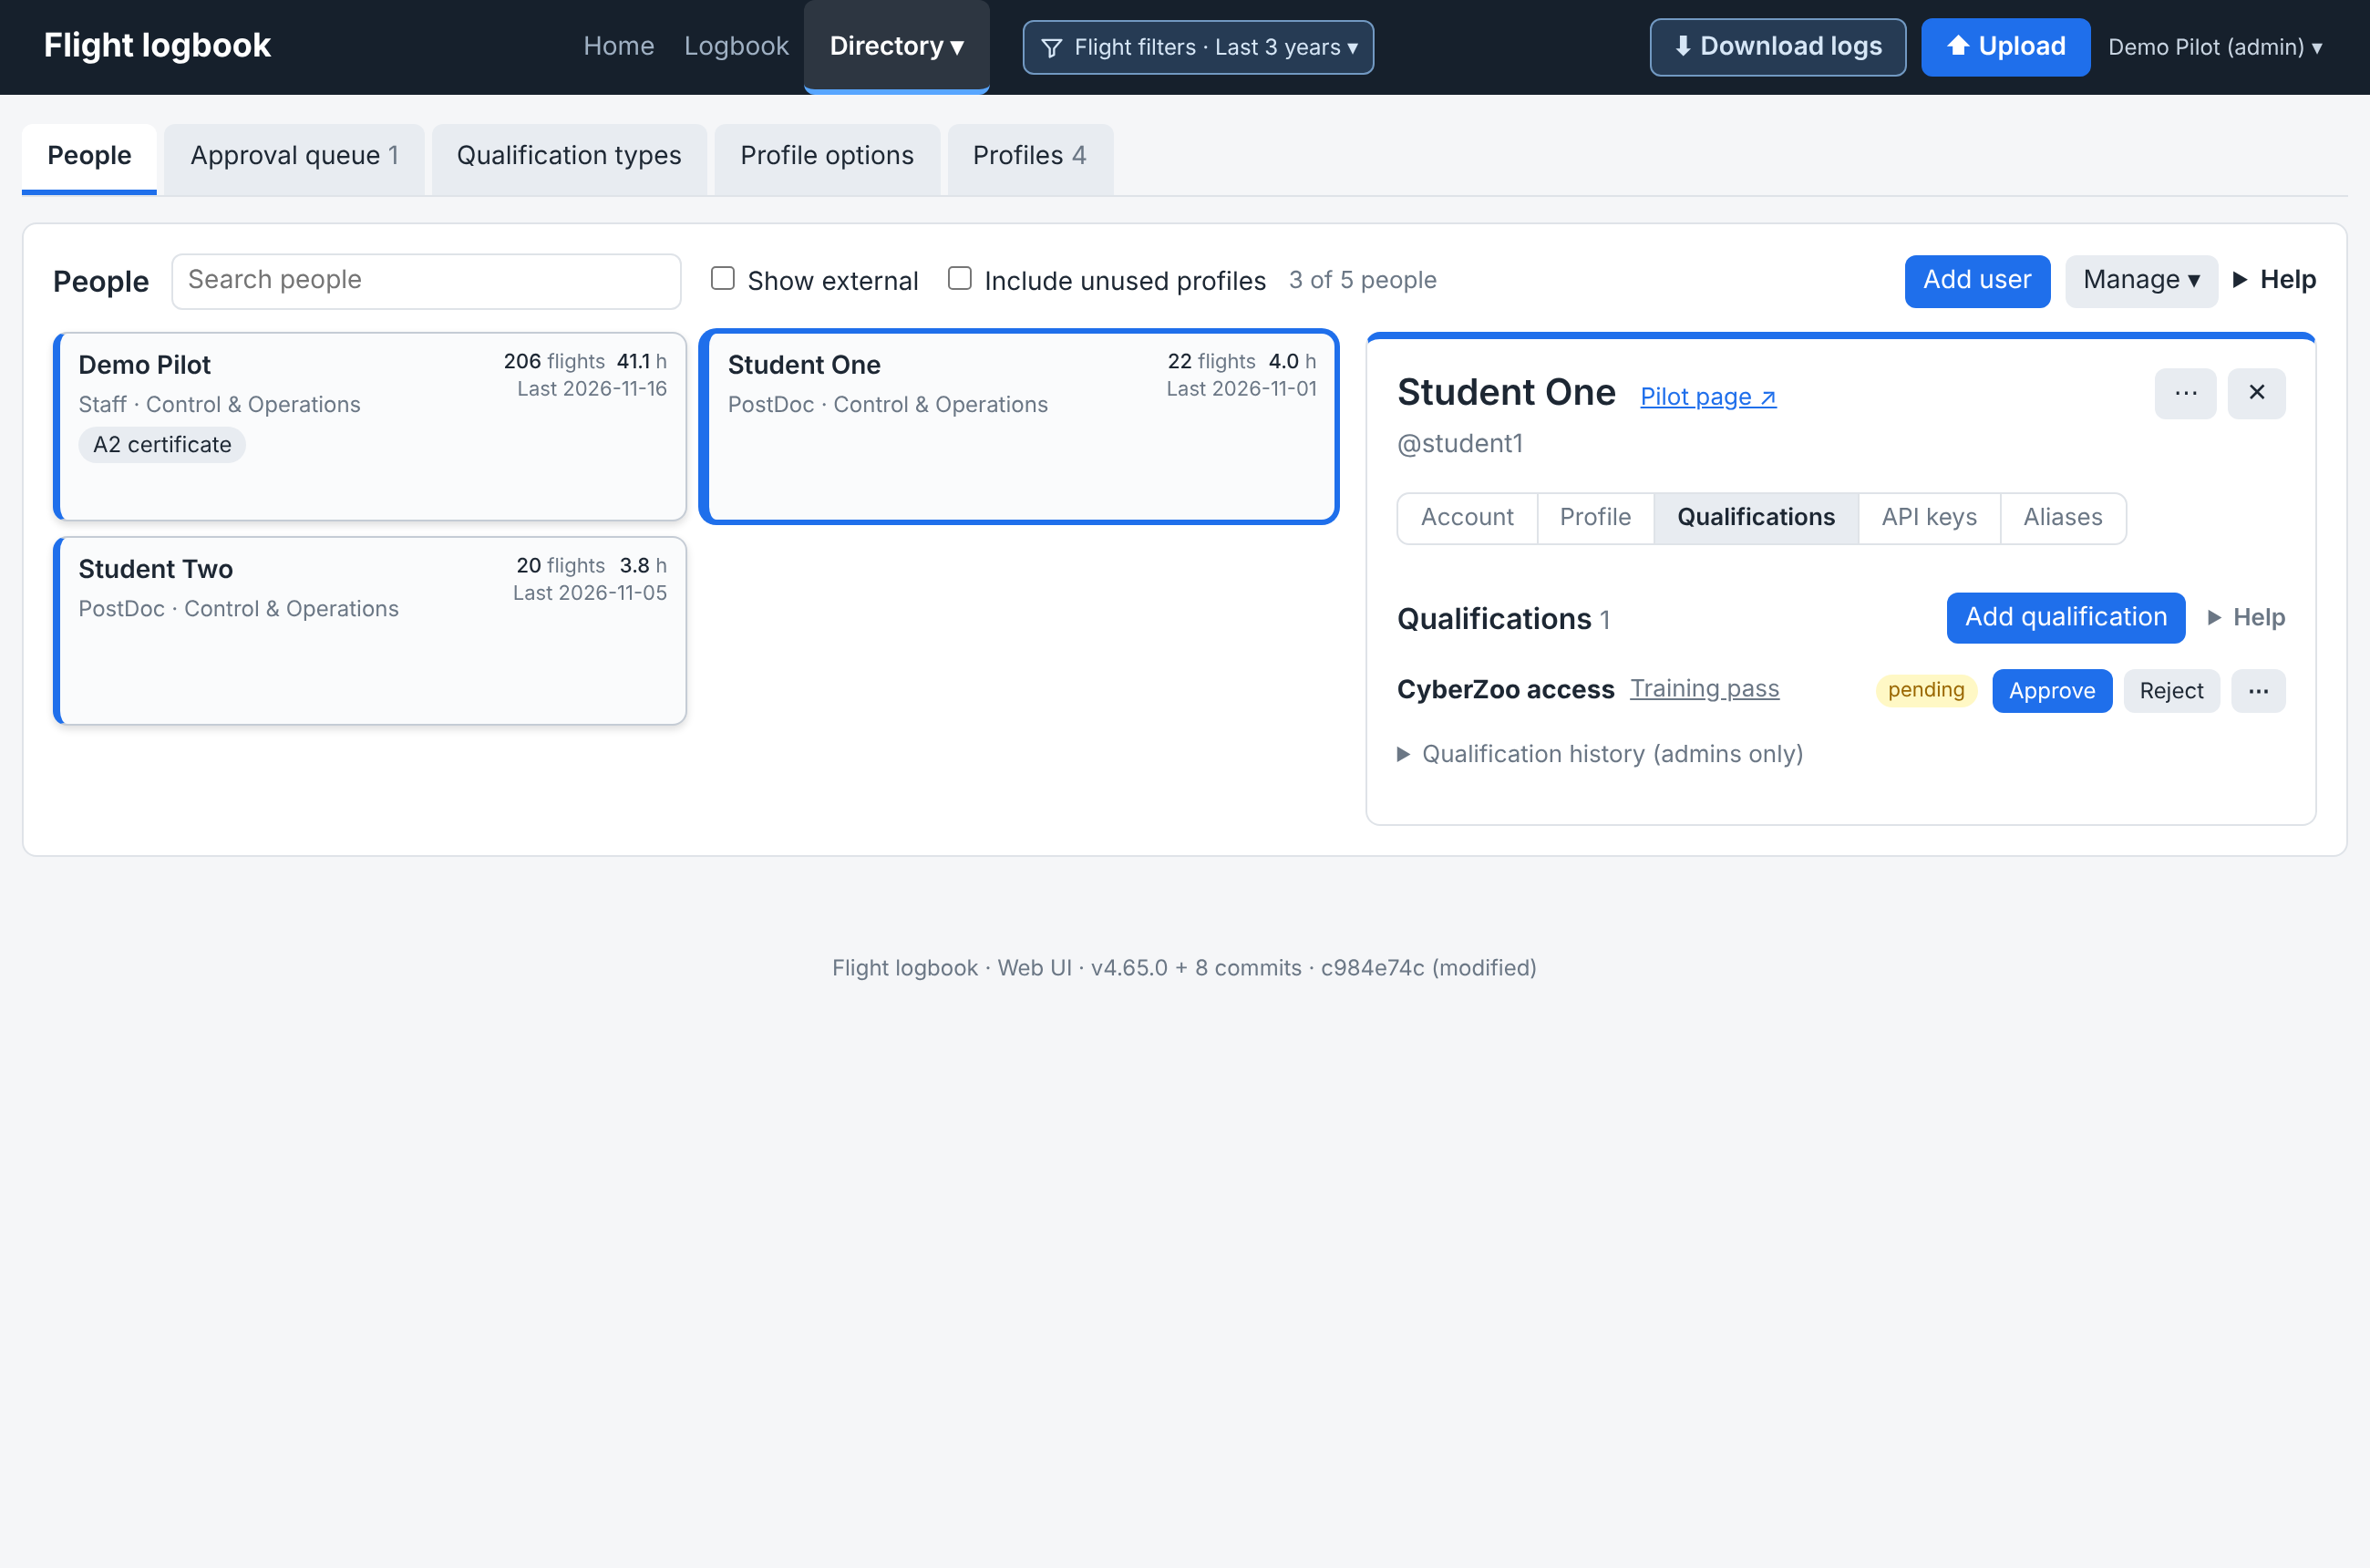 Flight logbook
Home Logbook Directory ▾ Flight filters · Last 3 years ▾ ⬇ Download logs ⬆ Upload Demo Pilot (admin) ▾
People Approval queue 1 Qualification types Profile options Profiles 4
People Search people Show external Include unused profiles 3 of 5 people Add user Manage ▾ ▶ Help
Demo Pilot 206 flights 41.1 h
Last 2026-11-16
Staff · Control & Operations
A2 certificate
Student One 22 flights 4.0 h
Last 2026-11-01
PostDoc · Control & Operations
Student Two 20 flights 3.8 h
Last 2026-11-05
PostDoc · Control & Operations
Student One Pilot page ↗ ⋯ ✕
@student1
Account Profile Qualifications API keys Aliases
Qualifications 1 Add qualification ▶ Help
CyberZoo access Training pass pending Approve Reject ⋯
▶ Qualification history (admins only)
Flight logbook · Web UI · v4.65.0 + 8 commits · c984e74c (modified)